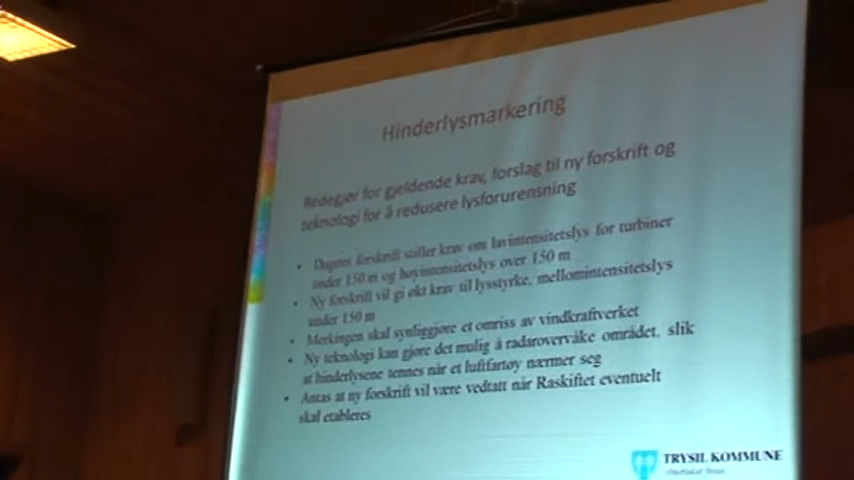 Hinderlysmarkering
Redegjør for gjeldende krav, forslag til ny forskrift og
teknologi for å redusere lysforurensning
• Dagens forskrift stiller krav om lavintensitetslys for turbiner
under 150 m og høyintensitetslys over 150 m
• Ny forskrift vil gi økt krav til lysstyrke, mellomintensitetslys
under 150 m
• Merkingen skal synliggjøre et omriss av vindkraftverket
• Ny teknologi kan gjøre det mulig å radarovervåke området, slik
at hinderlysene tennes når et luftfartøy nærmer seg
• Antas at ny forskrift vil være vedtatt når Raskiftet eventuelt
skal etableres
TRYSIL KOMMUNE